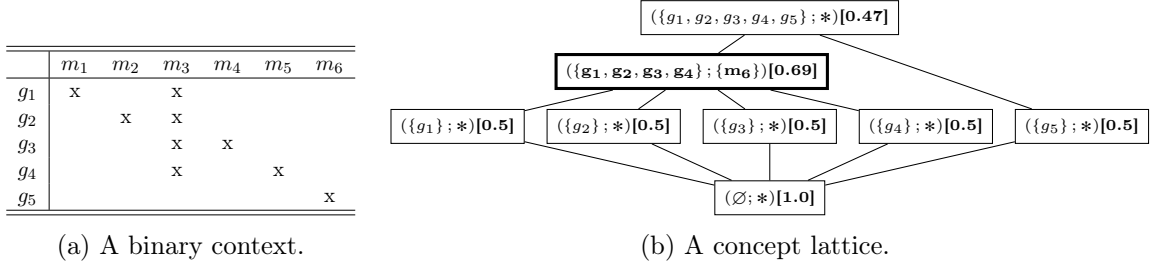 m₁ m₂ m₃ m₄ m₅ m₆
g₁ x x
g₂ x x
g₃ x x
g₄ x x
g₅ x
(a) A binary context.
({g₁, g₂, g₃, g₄, g₅} ; *)[0.47]
({g₁, g₂, g₃, g₄} ; {m₆})[0.69]
({g₁} ; *)[0.5] ({g₂} ; *)[0.5] ({g₃} ; *)[0.5] ({g₄} ; *)[0.5] ({g₅} ; *)[0.5]
(∅; *)[1.0]
(b) A concept lattice.